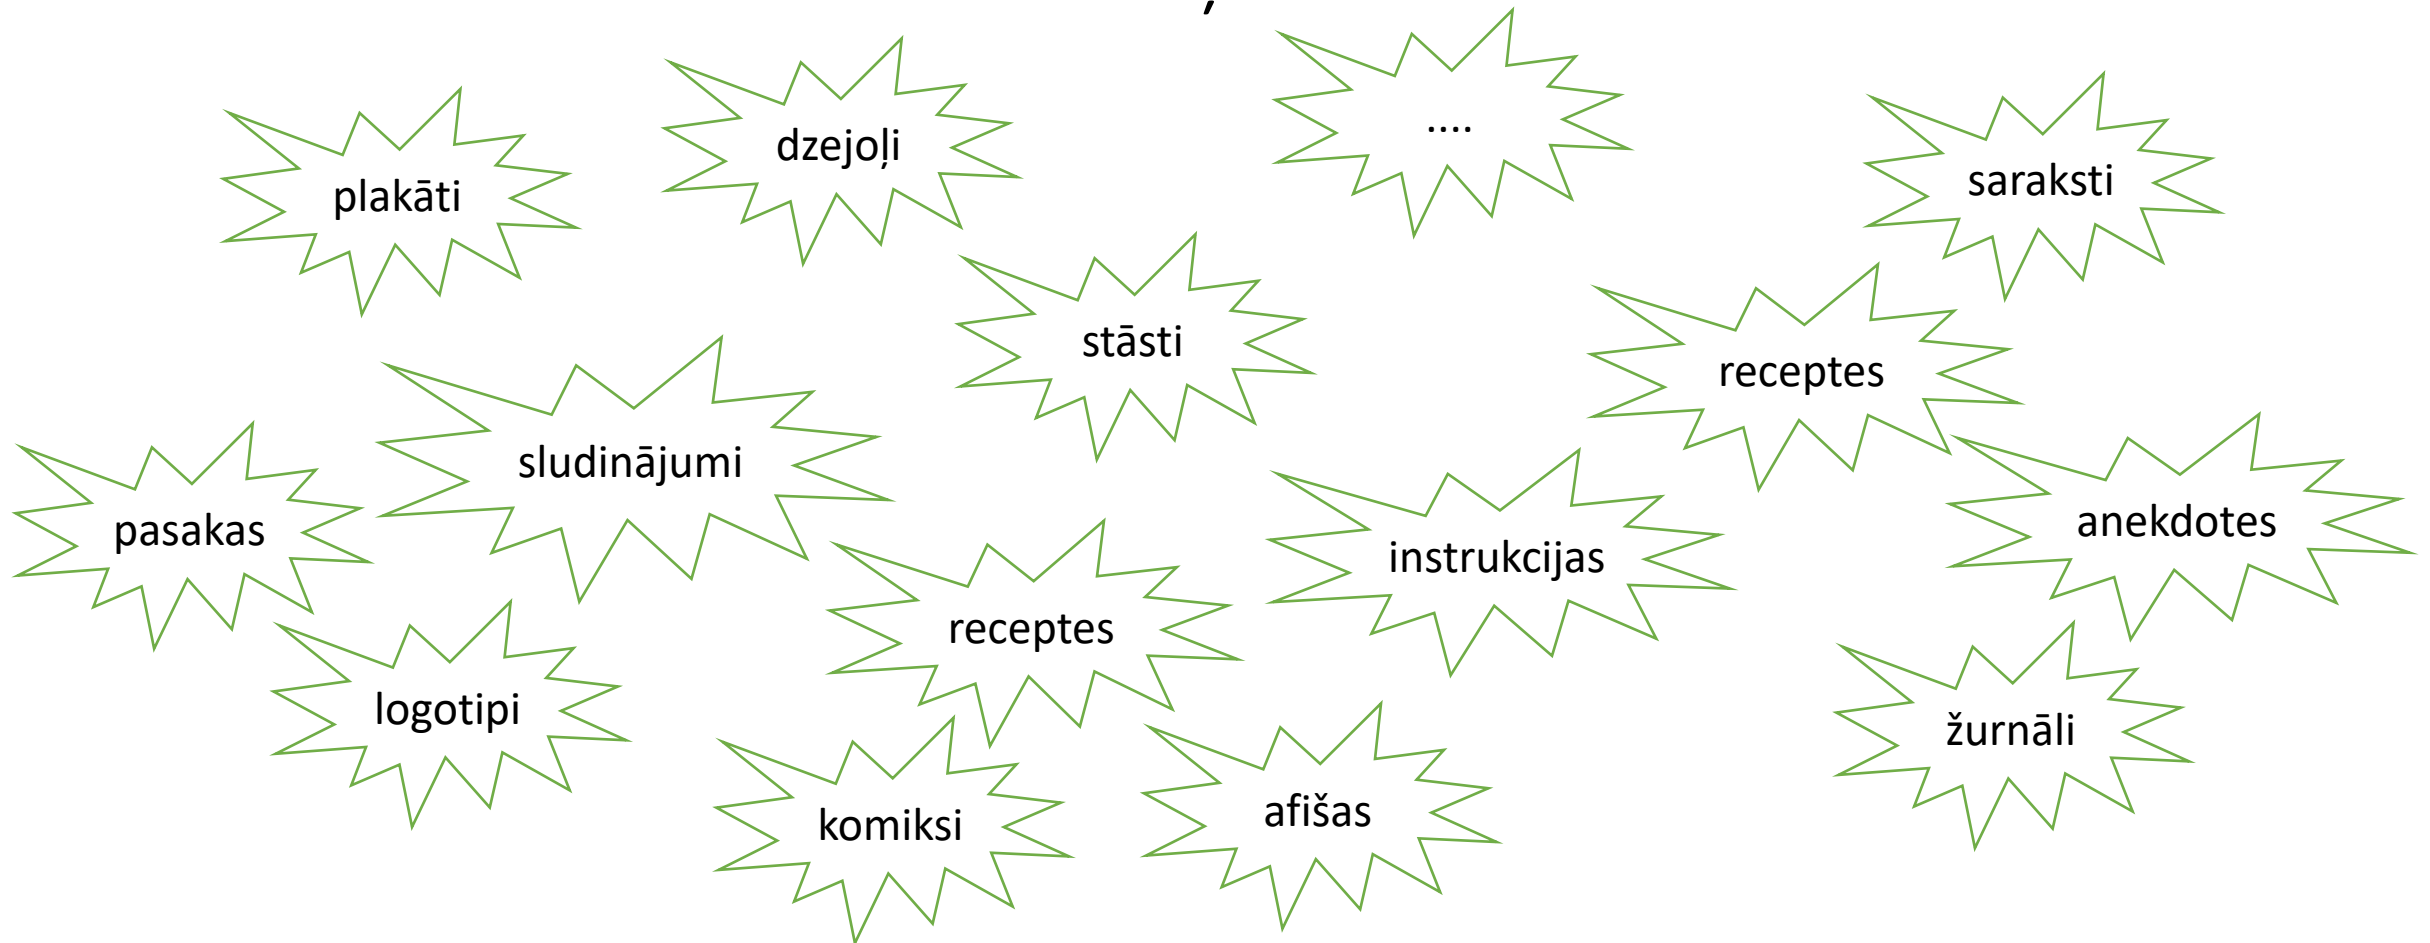 ....
dzejoļi
saraksti
plakāti
stāsti
receptes
sludinājumi
anekdotes
pasakas
instrukcijas
receptes
logotipi
žurnāli
afišas
komiksi